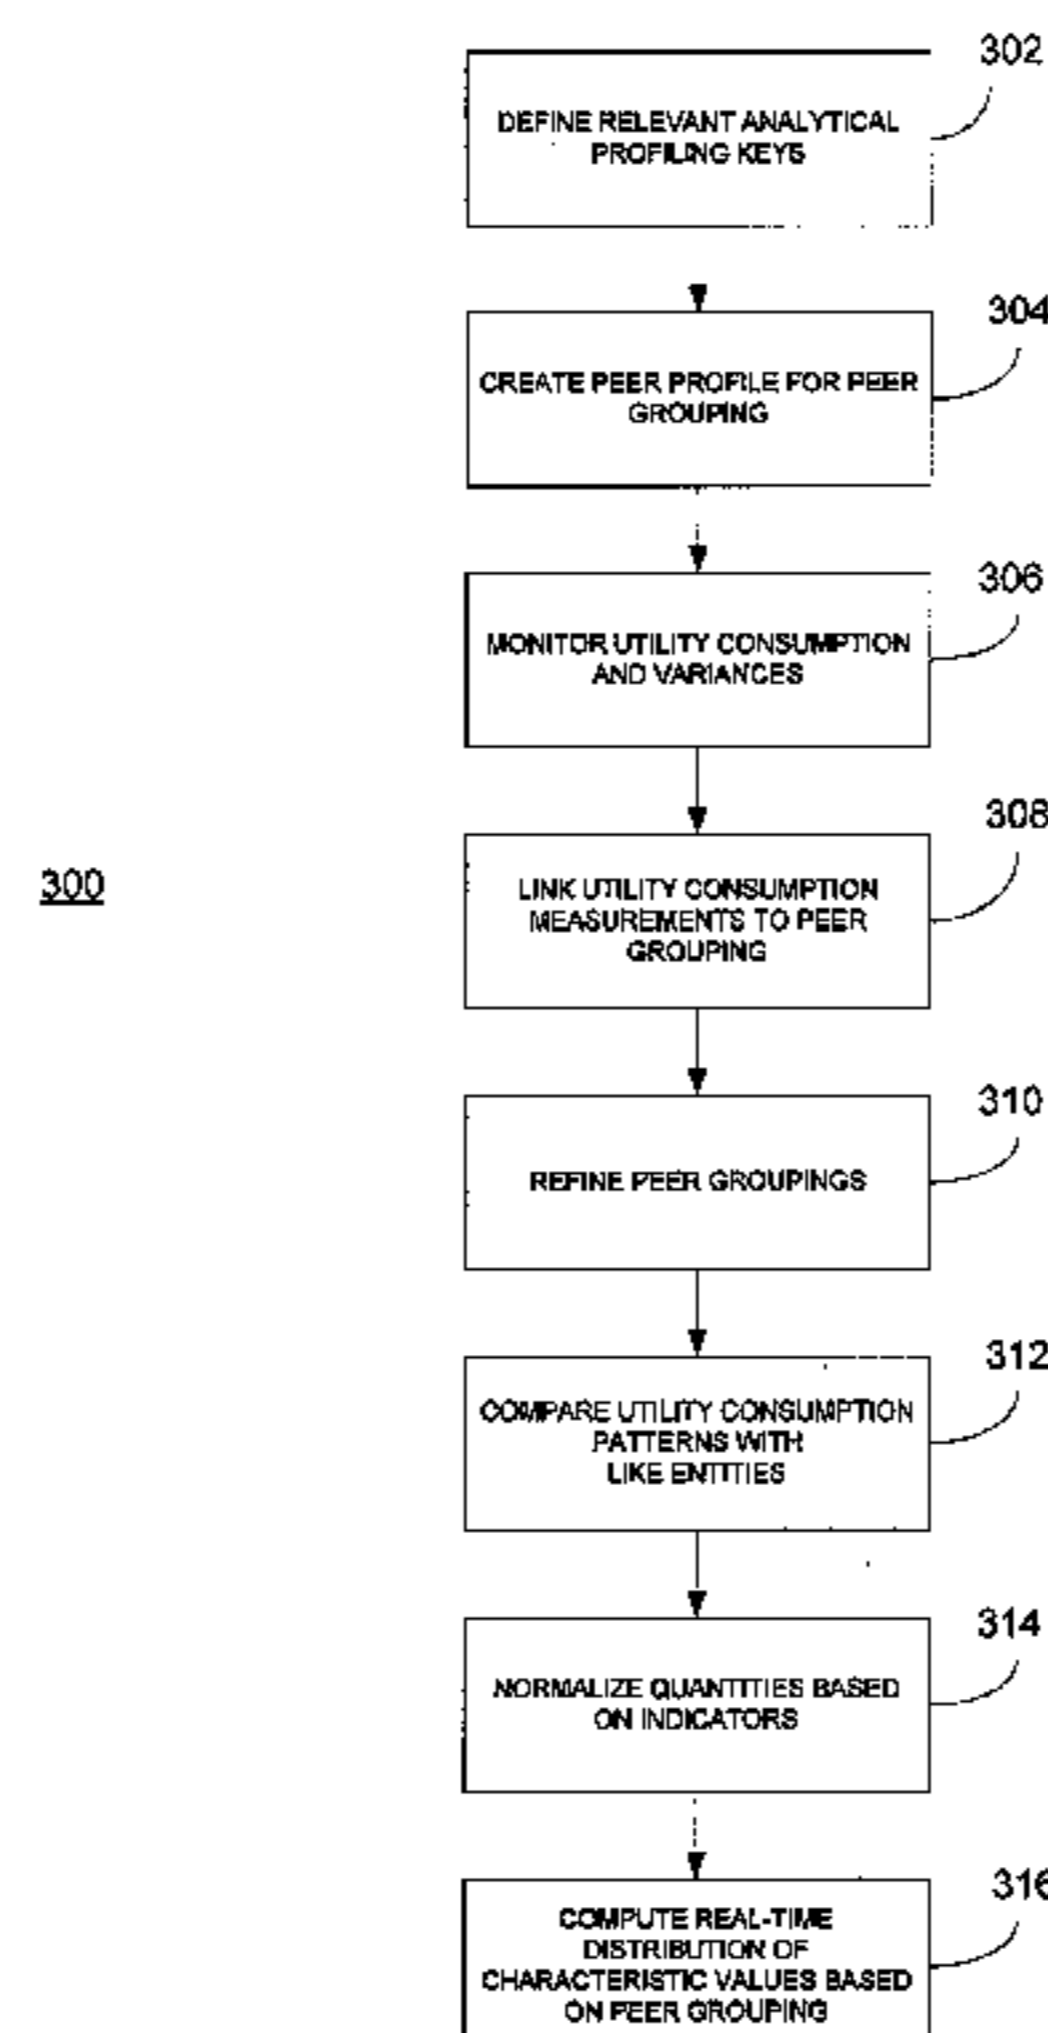 302
DEFINE RELEVANT ANALYTICAL
PROFILING KEYS
304
CREATE PEER PROFILE FOR PEER
GROUPING
306
MONITOR UTILITY CONSUMPTION
AND VARIANCES
308
300
LINK UTILITY CONSUMPTION
MEASUREMENTS TO PEER
GROUPING
310
REFINE PEER GROUPINGS
312
COMPARE UTILITY CONSUMPTION
PATTERNS WITH
LIKE ENTITIES
314
NORMALIZE QUANTITIES BASED
ON INDICATORS
316
COMPUTE REAL-TIME
DISTRIBUTION OF
CHARACTERISTIC VALUES BASED
ON PEER GROUPING